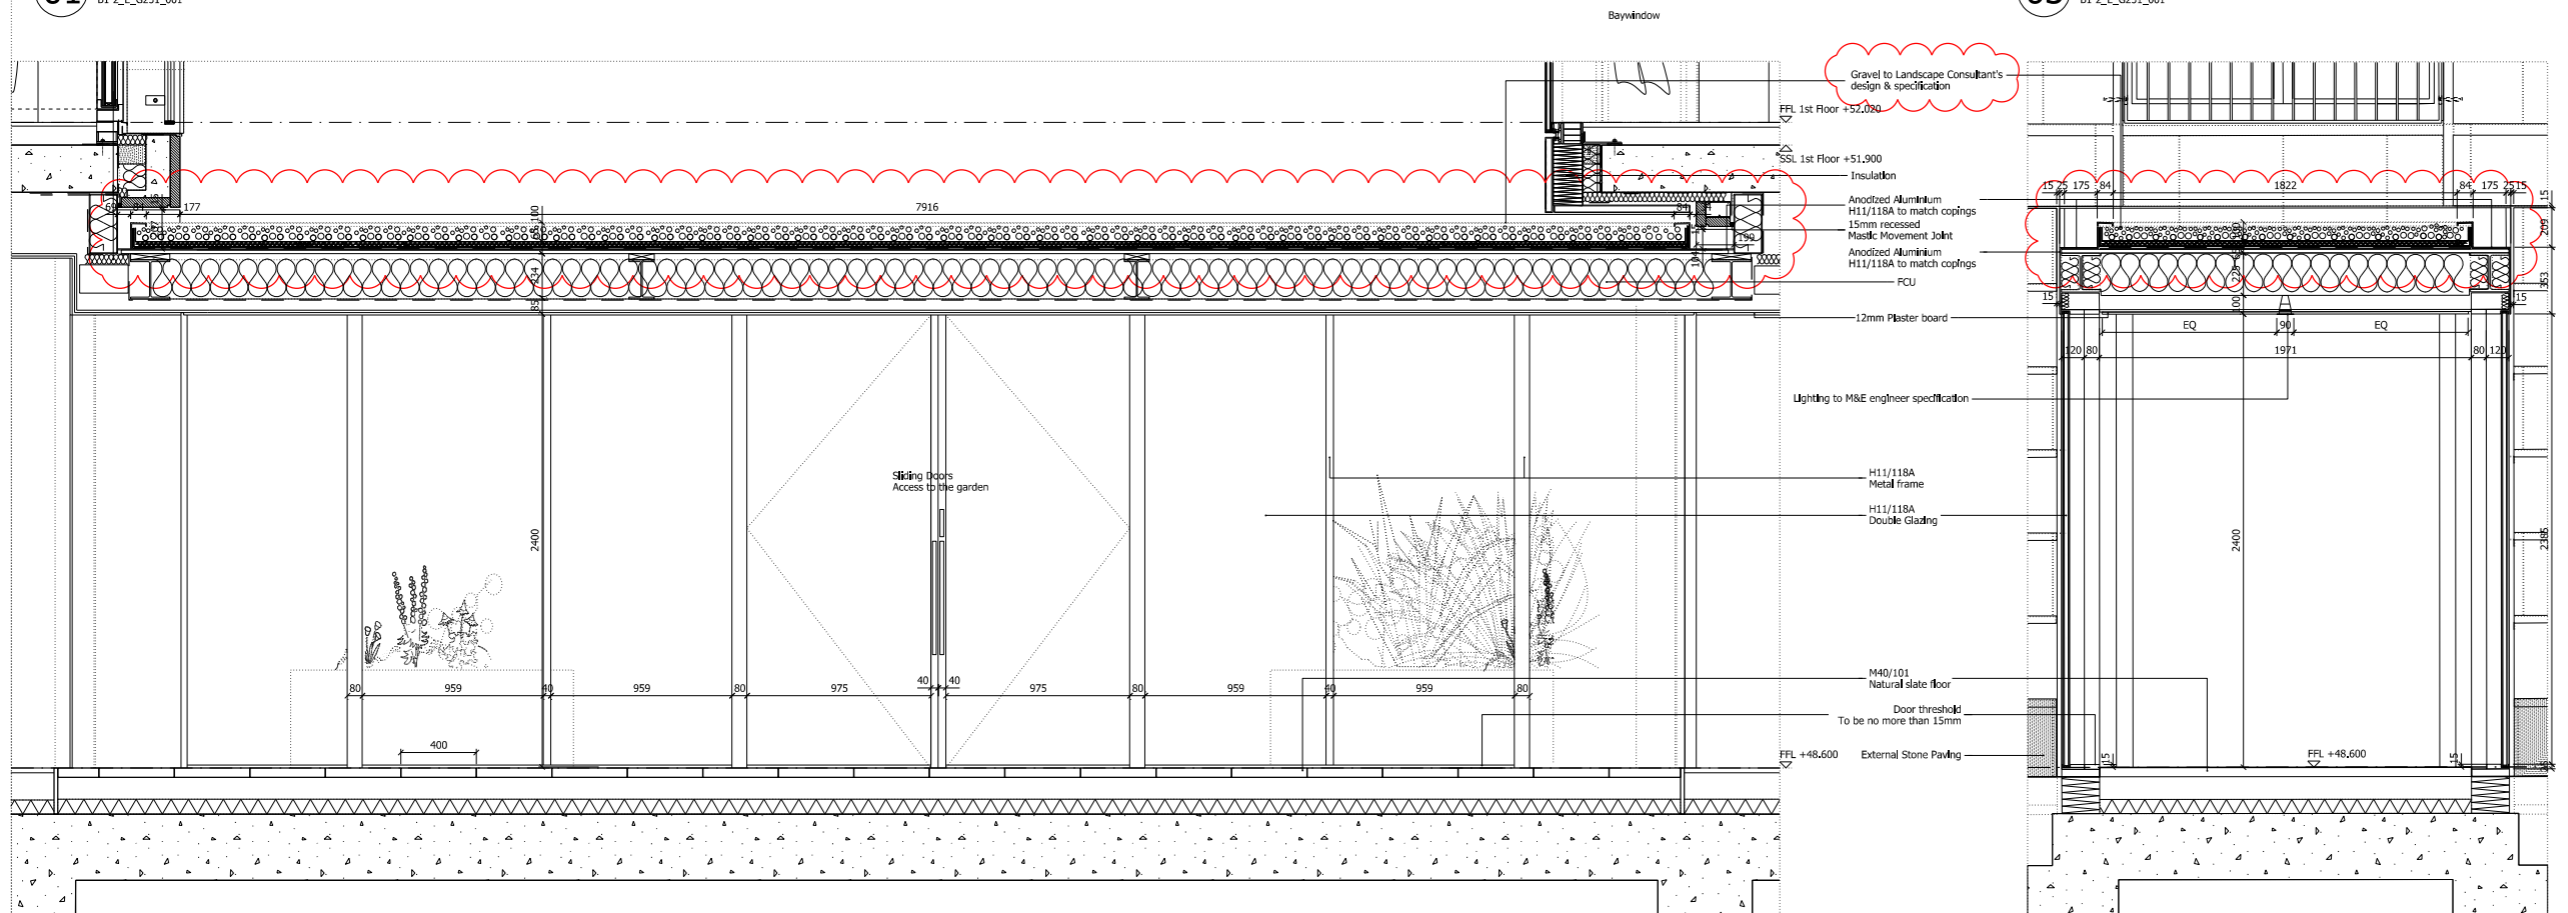 Baywindow
Gravel to Landscape Consultant's
design & specification
FFL 1st Floor +52.020
SSL 1st Floor +51.900
Insulation
Anodized Aluminium
H11/118A to match copings
15mm recessed
Mastic Movement Joint
Anodized Aluminium
H11/118A to match copings
FCU
12mm Plaster board
Lighting to M&E engineer specification
H11/118A
Metal frame
H11/118A
Double Glazing
M40/101
Natural slate floor
Door threshold
To be no more than 15mm
FFL +48.600
External Stone Paving
Sliding Doors
Access to the garden
177
7916
100
234
85
2400
80
959
40
959
80
975
40
40
975
80
959
40
959
80
400
15 25 175 84
1822
84 175 25 15
15
209
353
2385
15
15
100
EQ
90
EQ
120 80
1971
80 120
2400
15
FFL +48.600
15